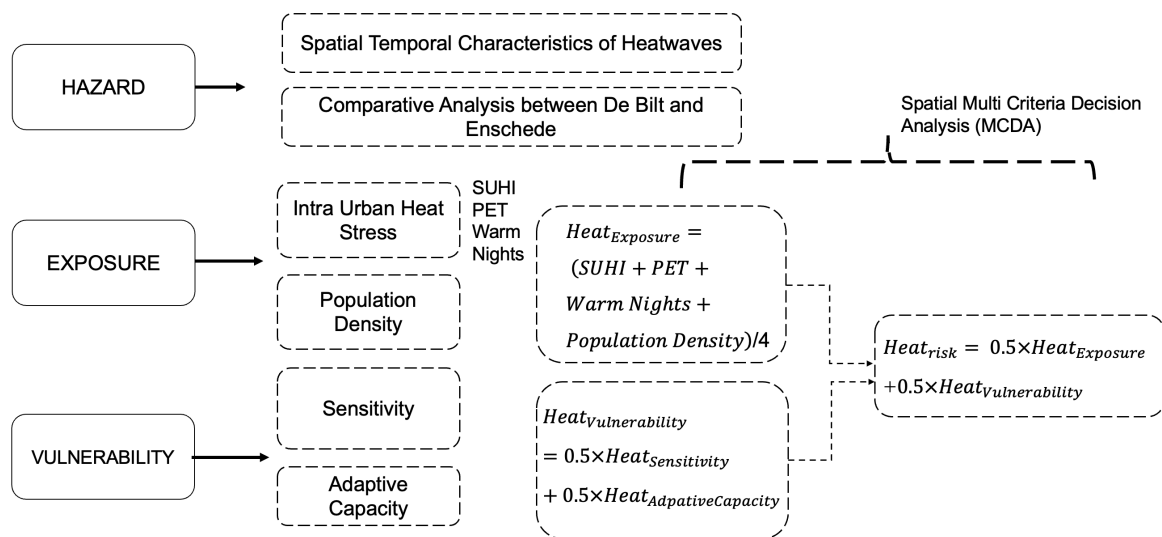 HAZARD
Spatial Temporal Characteristics of Heatwaves
Comparative Analysis between De Bilt and
Enschede
Spatial Multi Criteria Decision
Analysis (MCDA)
EXPOSURE
Intra Urban Heat
Stress
SUHI
PET
Warm
Nights
Population
Density
Heat_Exposure =
(SUHI + PET +
Warm Nights +
Population Density)/4
VULNERABILITY
Sensitivity
Adaptive
Capacity
Heat_Vulnerability
= 0.5×Heat_Sensitivity
+ 0.5×Heat_AdpativeCapacity
Heat_risk = 0.5×Heat_Exposure
+0.5×Heat_Vulnerability